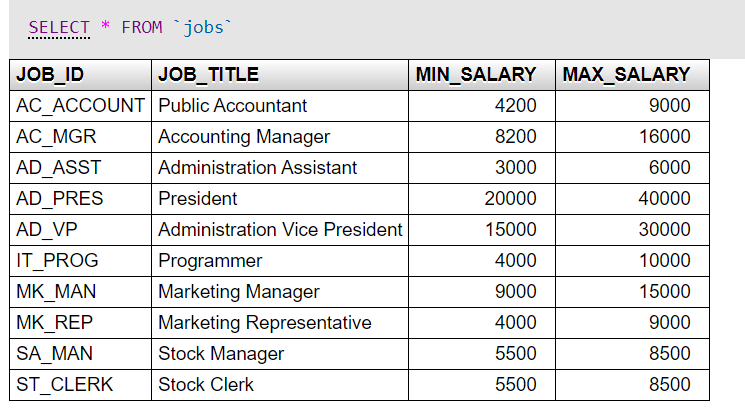 SELECT * FROM `jobs`
JOB_ID JOB_TITLE MIN_SALARY MAX_SALARY
AC_ACCOUNT Public Accountant 4200 9000
AC_MGR Accounting Manager 8200 16000
AD_ASST Administration Assistant 3000 6000
AD_PRES President 20000 40000
AD_VP Administration Vice President 15000 30000
IT_PROG Programmer 4000 10000
MK_MAN Marketing Manager 9000 15000
MK_REP Marketing Representative 4000 9000
SA_MAN Stock Manager 5500 8500
ST_CLERK Stock Clerk 5500 8500